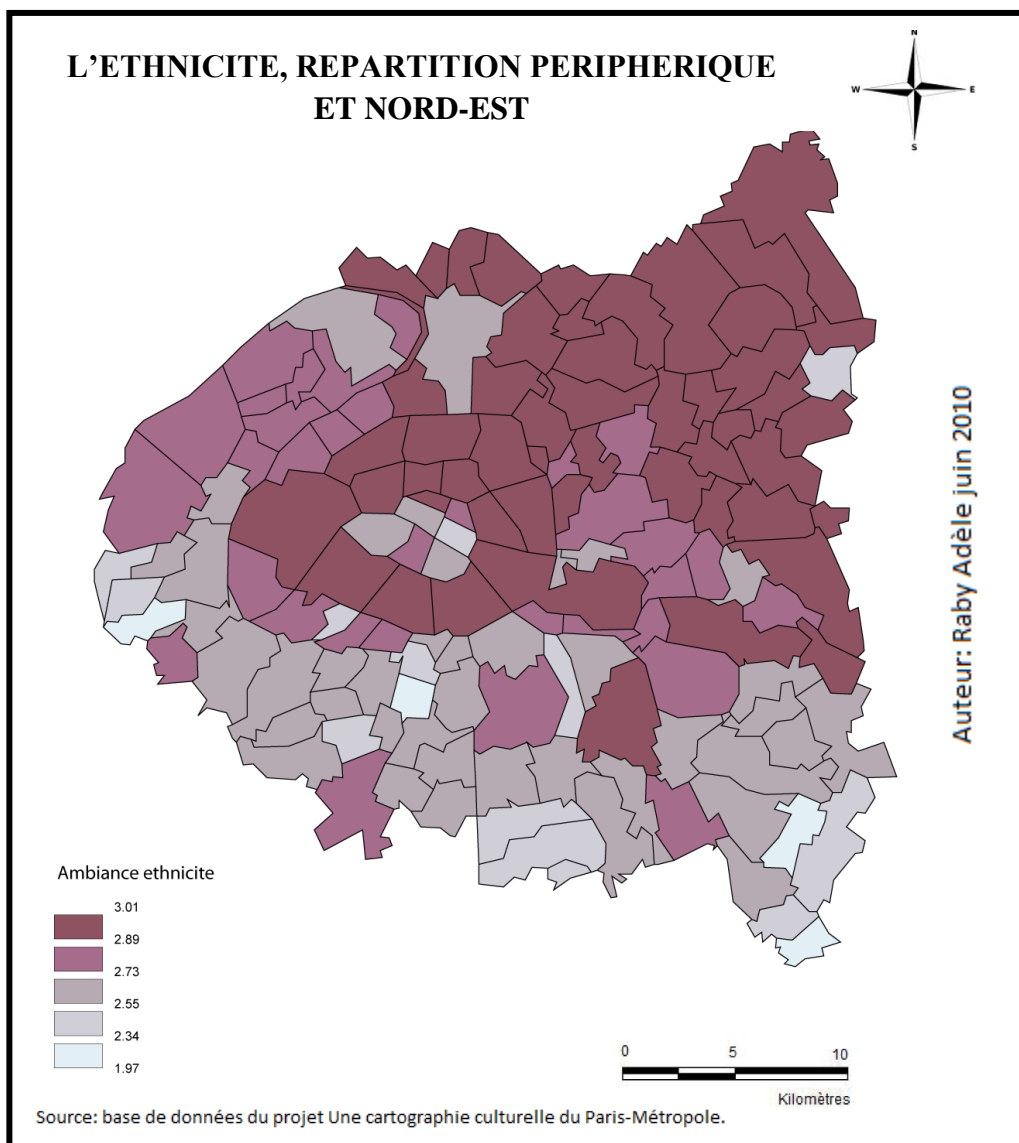 L'ETHNICITE, REPARTITION PERIPHERIQUE
ET NORD-EST
N
W
E
S
Auteur: Raby Adèle juin 2010
Ambiance ethnicite
3.01
2.89
2.73
2.55
2.34
1.97
0 5 10
Kilomètres
Source: base de données du projet Une cartographie culturelle du Paris-Métropole.